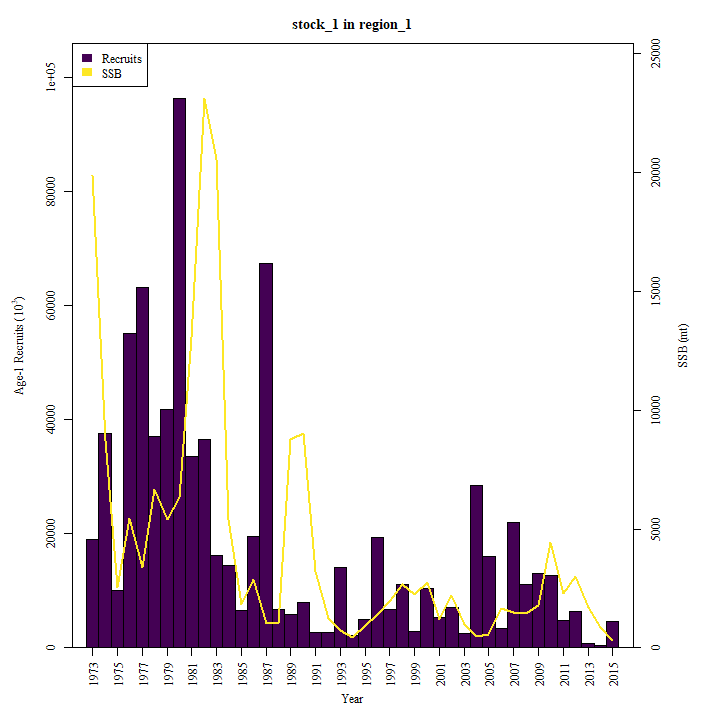 stock_1 in region_1
Recruits
SSB
Age-1 Recruits (10³)
0
20000
40000
60000
80000
1e+05
SSB (mt)
0
5000
10000
15000
20000
25000
1973 1975 1977 1979 1981 1983 1985 1987 1989 1991 1993 1995 1997 1999 2001 2003 2005 2007 2009 2011 2013 2015
Year